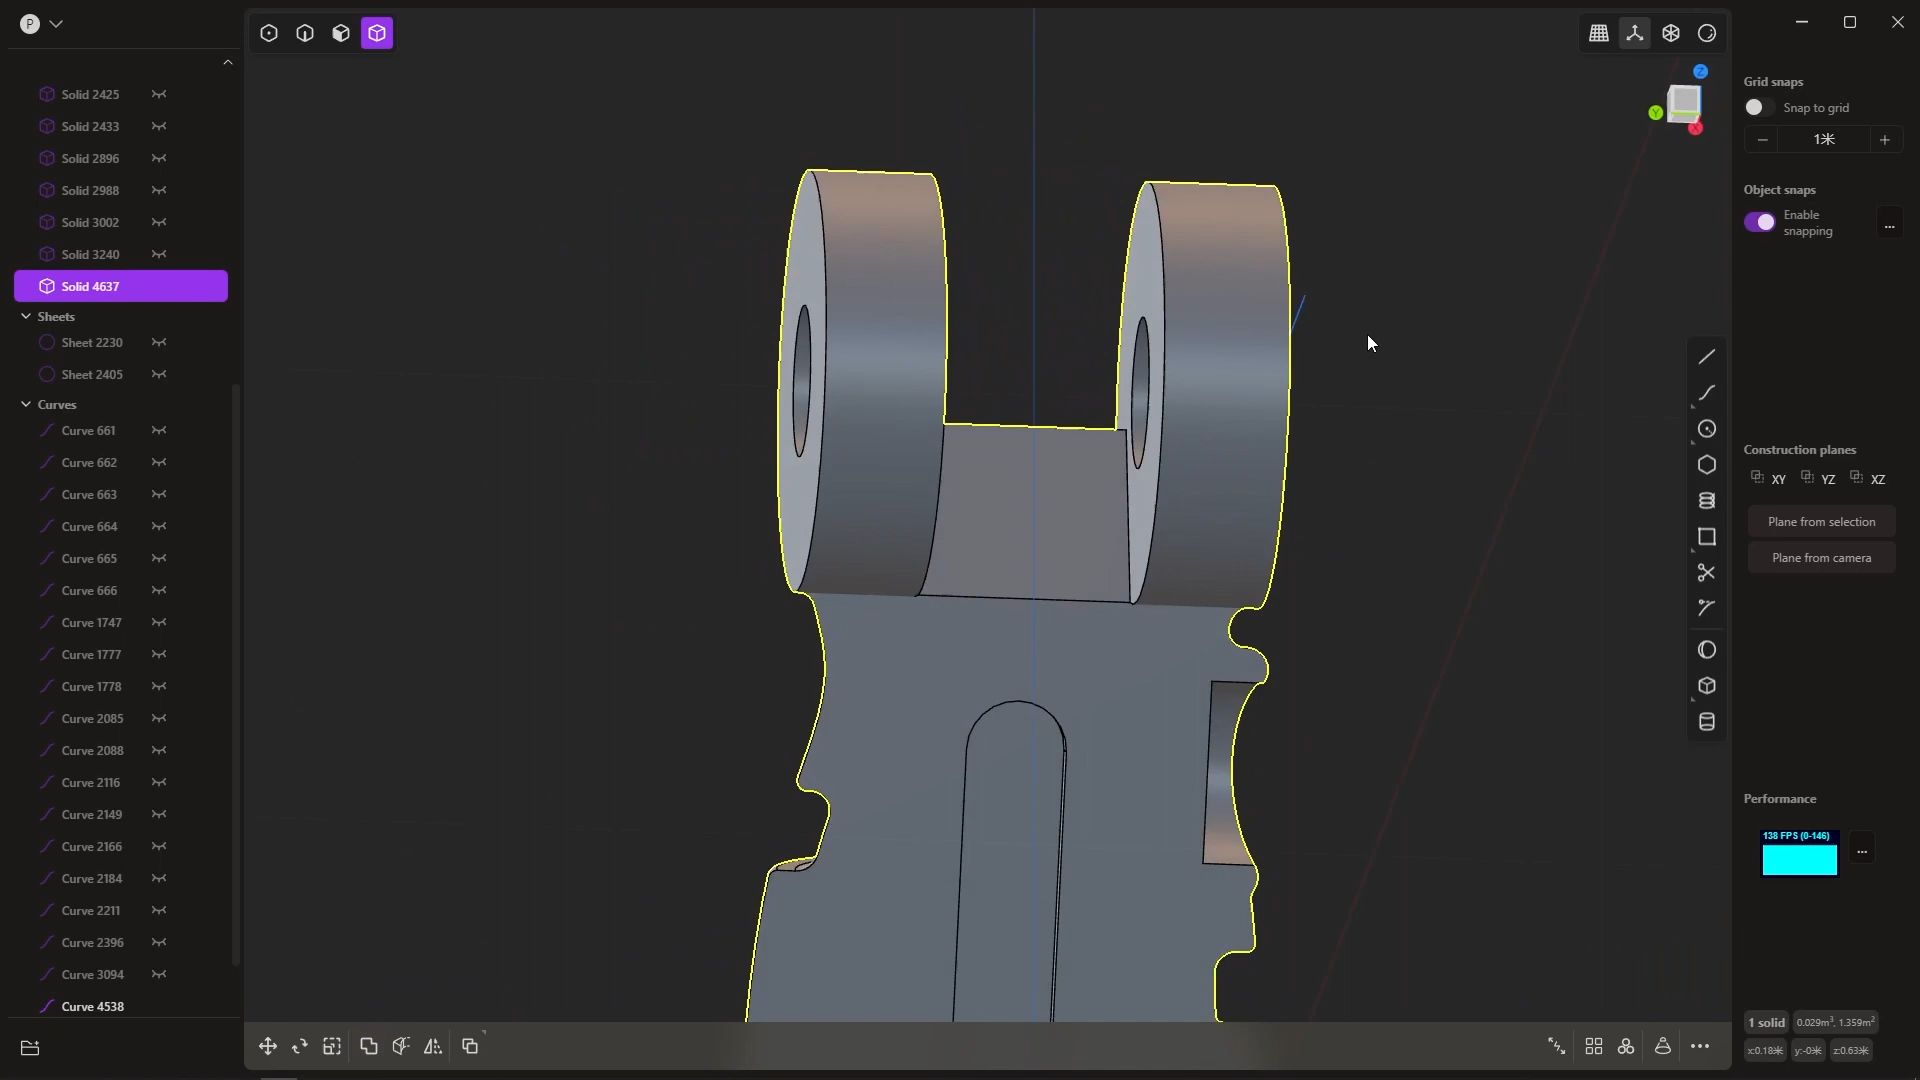 P
Solid 2425
Solid 2433
Solid 2896
Solid 2988
Solid 3002
Solid 3240
Solid 4637
Sheets
Sheet 2230
Sheet 2405
Curves
Curve 661
Curve 662
Curve 663
Curve 664
Curve 665
Curve 666
Curve 1747
Curve 1777
Curve 1778
Curve 2085
Curve 2088
Curve 2116
Curve 2149
Curve 2166
Curve 2184
Curve 2211
Curve 2396
Curve 3094
Curve 4538
Z
Y
X
Grid snaps
Snap to grid
1米
Object snaps
Enable
snapping
...
Construction planes
XY YZ XZ
Plane from selection
Plane from camera
Performance
138 FPS (0-146)
...
1 solid 0.029m³, 1.359m²
x:0.18米 y:-0米 z:0.63米